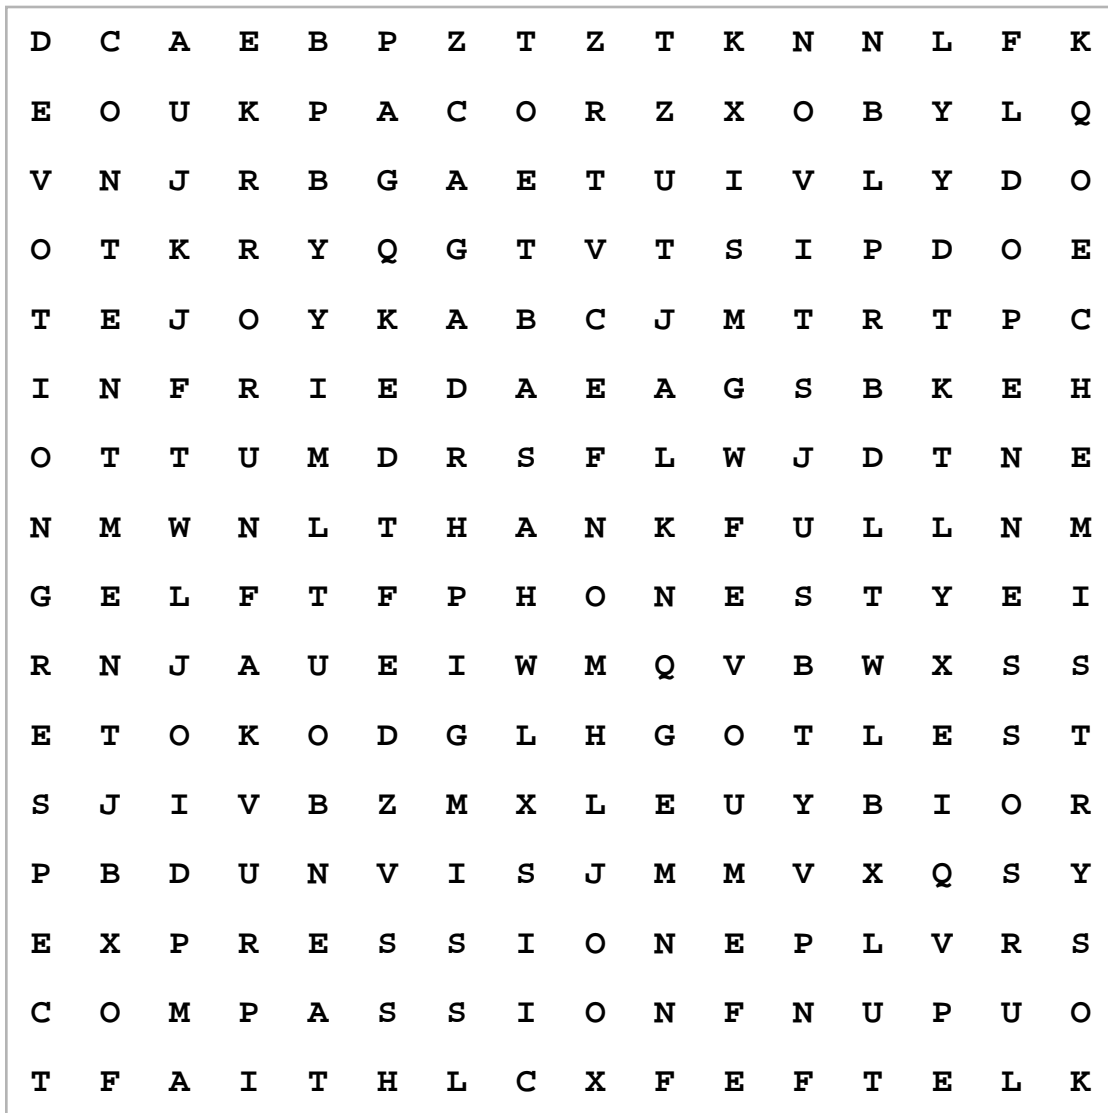 D C A E B P Z T Z T K N N L F K
E O U K P A C O R Z X O B Y L Q
V N J R B G A E T U I V L Y D O
O T K R Y Q G T V T S I P D O E
T E J O Y K A B C J M T R T P C
I N F R I E D A E A G S B K E H
O T T U M D R S F L W J D T N E
N M W N L T H A N K F U L L N M
G E L F T F P H O N E S T Y E I
R N J A U E I W M Q V B W X S S
E T O K O D G L H G O T L E S T
S J I V B Z M X L E U Y B I O R
P B D U N V I S J M M V X Q S Y
E X P R E S S I O N E P L V R S
C O M P A S S I O N F N U P U O
T F A I T H L C X F E F T E L K